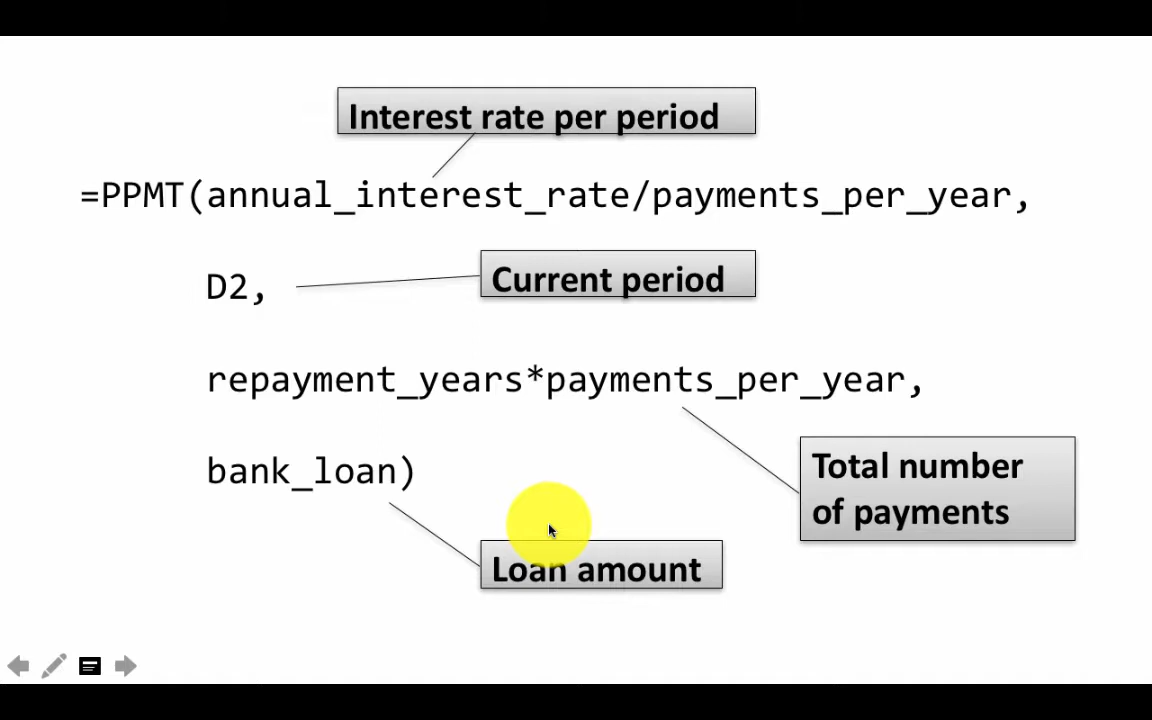 Interest rate per period
=PPMT(annual_interest_rate/payments_per_year,
D2,
Current period
repayment_years*payments_per_year,
bank_loan)
Total number
of payments
Loan amount